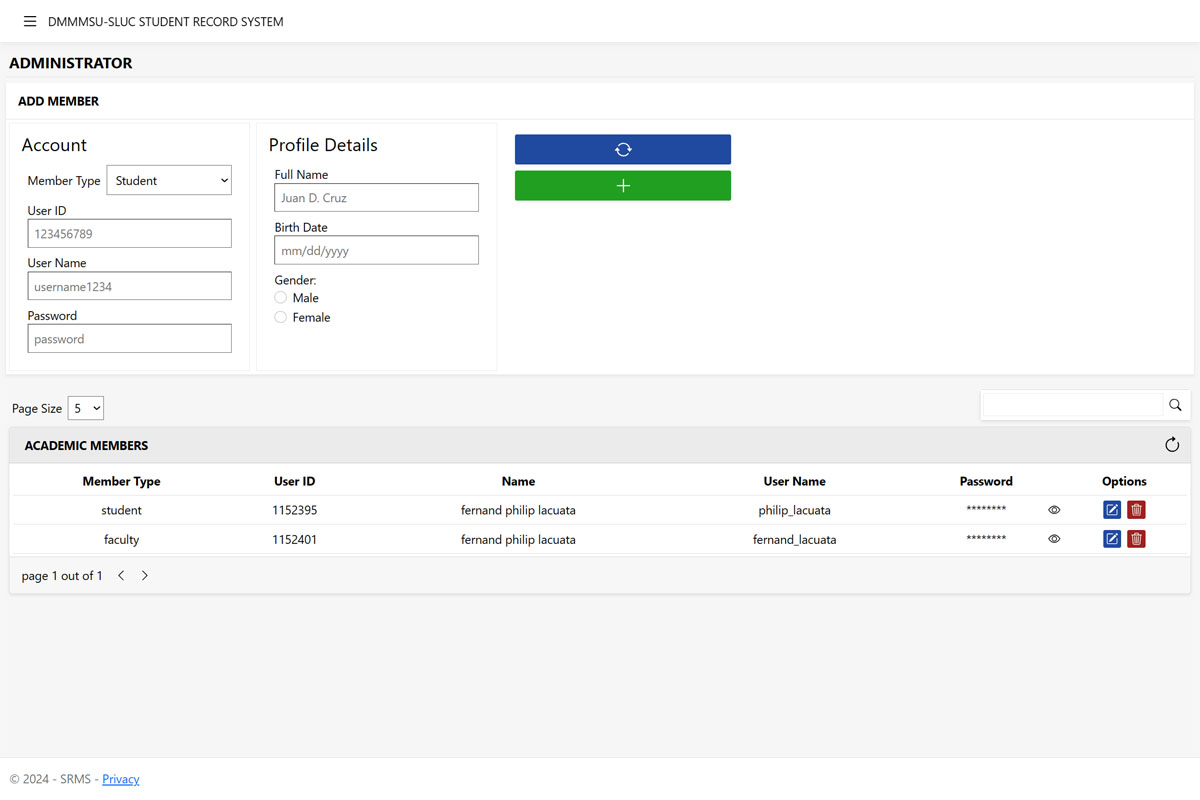 DMMMSU-SLUC STUDENT RECORD SYSTEM
ADMINISTRATOR
ADD MEMBER
Account
Member Type Student
User ID
123456789
User Name
username1234
Password
password
Profile Details
Full Name
Juan D. Cruz
Birth Date
mm/dd/yyyy
Gender:
Male
Female
Page Size 5
ACADEMIC MEMBERS
Member Type User ID Name User Name Password Options
student 1152395 fernand philip lacuata philip_lacuata ********
faculty 1152401 fernand philip lacuata fernand_lacuata ********
page 1 out of 1
© 2024 - SRMS - Privacy